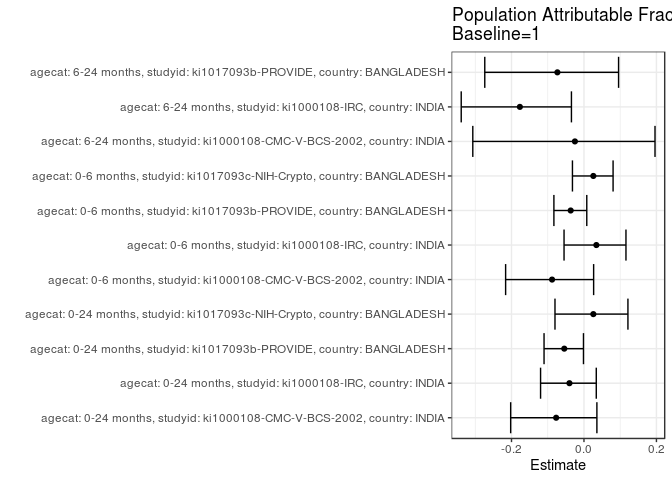 Population Attributable Frac
Baseline=1
agecat: 6-24 months, studyid: ki1017093b-PROVIDE, country: BANGLADESH
agecat: 6-24 months, studyid: ki1000108-IRC, country: INDIA
agecat: 6-24 months, studyid: ki1000108-CMC-V-BCS-2002, country: INDIA
agecat: 0-6 months, studyid: ki1017093c-NIH-Crypto, country: BANGLADESH
agecat: 0-6 months, studyid: ki1017093b-PROVIDE, country: BANGLADESH
agecat: 0-6 months, studyid: ki1000108-IRC, country: INDIA
agecat: 0-6 months, studyid: ki1000108-CMC-V-BCS-2002, country: INDIA
agecat: 0-24 months, studyid: ki1017093c-NIH-Crypto, country: BANGLADESH
agecat: 0-24 months, studyid: ki1017093b-PROVIDE, country: BANGLADESH
agecat: 0-24 months, studyid: ki1000108-IRC, country: INDIA
agecat: 0-24 months, studyid: ki1000108-CMC-V-BCS-2002, country: INDIA
-0.2 0.0 0.2
Estimate